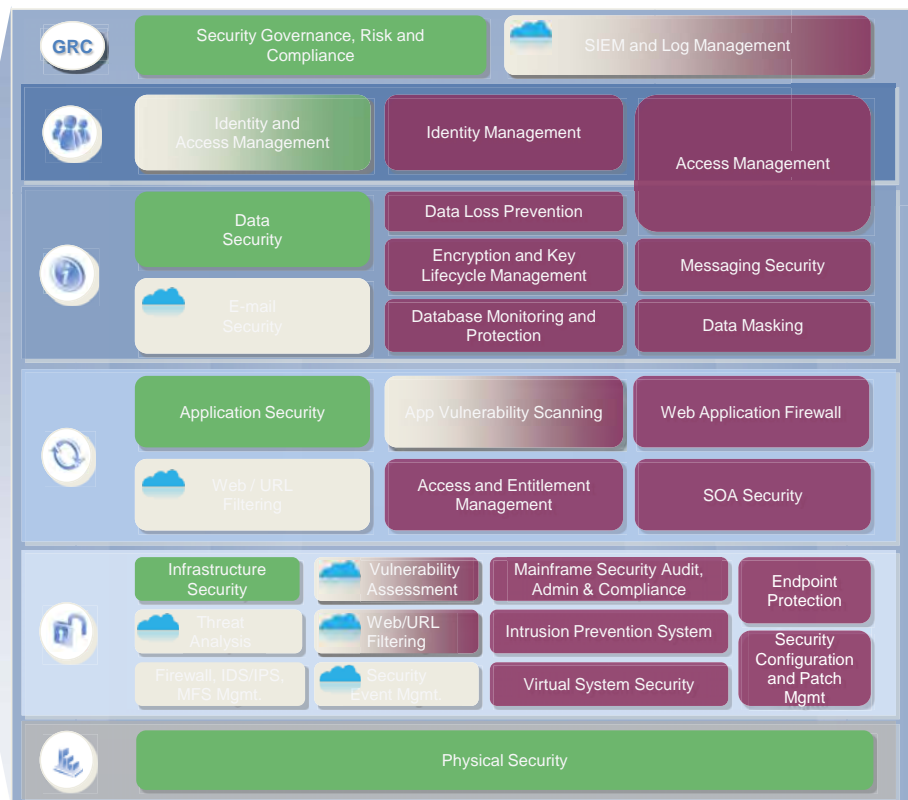 GRC
Security Governance, Risk and
Compliance
SIEM and Log Management
Identity and
Access Management
Identity Management
Access Management
Data
Security
Data Loss Prevention
Encryption and Key
Lifecycle Management
Messaging Security
E-mail
Security
Database Monitoring and
Protection
Data Masking
Application Security
App Vulnerability Scanning
Web Application Firewall
Web / URL
Filtering
Access and Entitlement
Management
SOA Security
Infrastructure
Security
Vulnerability
Assessment
Mainframe Security Audit,
Admin & Compliance
Endpoint
Protection
Threat
Analysis
Web/URL
Filtering
Intrusion Prevention System
Security
Configuration
and Patch
Mgmt
Firewall, IDS/IPS,
MFS Mgmt.
Security
Event Mgmt.
Virtual System Security
Physical Security